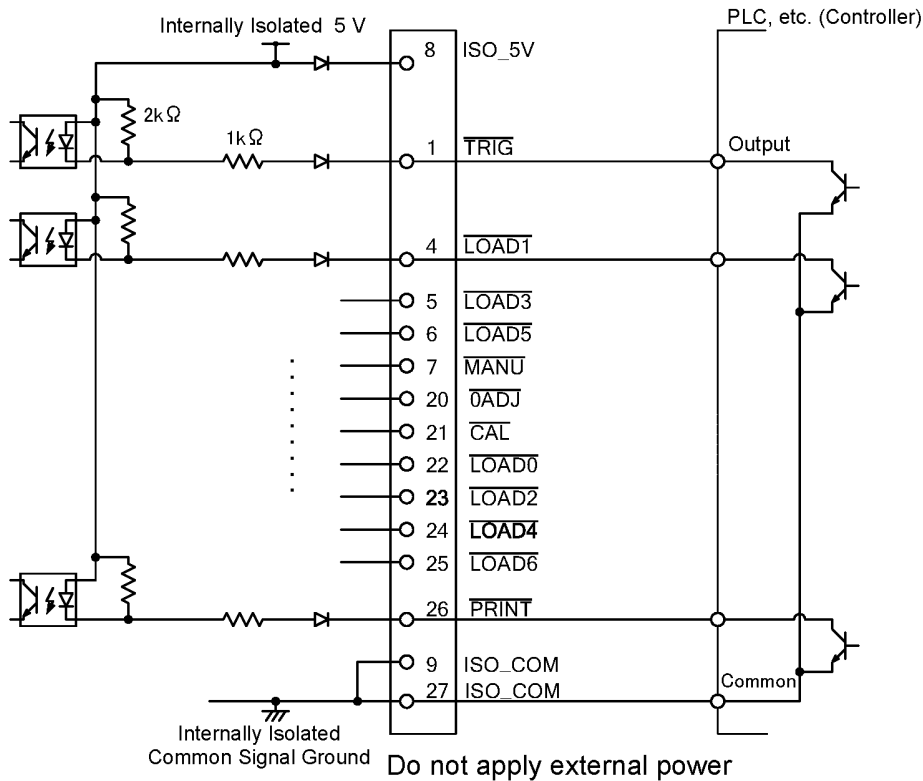 PLC, etc. (Controller)
Internally Isolated 5 V
8 ISO_5V
2kΩ
1kΩ
1 TRIG
Output
4 LOAD1
5 LOAD3
6 LOAD5
7 MANU
20 0ADJ
21 CAL
22 LOAD0
23 LOAD2
24 LOAD4
25 LOAD6
26 PRINT
9 ISO_COM
27 ISO_COM
Common
Internally Isolated
Common Signal Ground
Do not apply external power